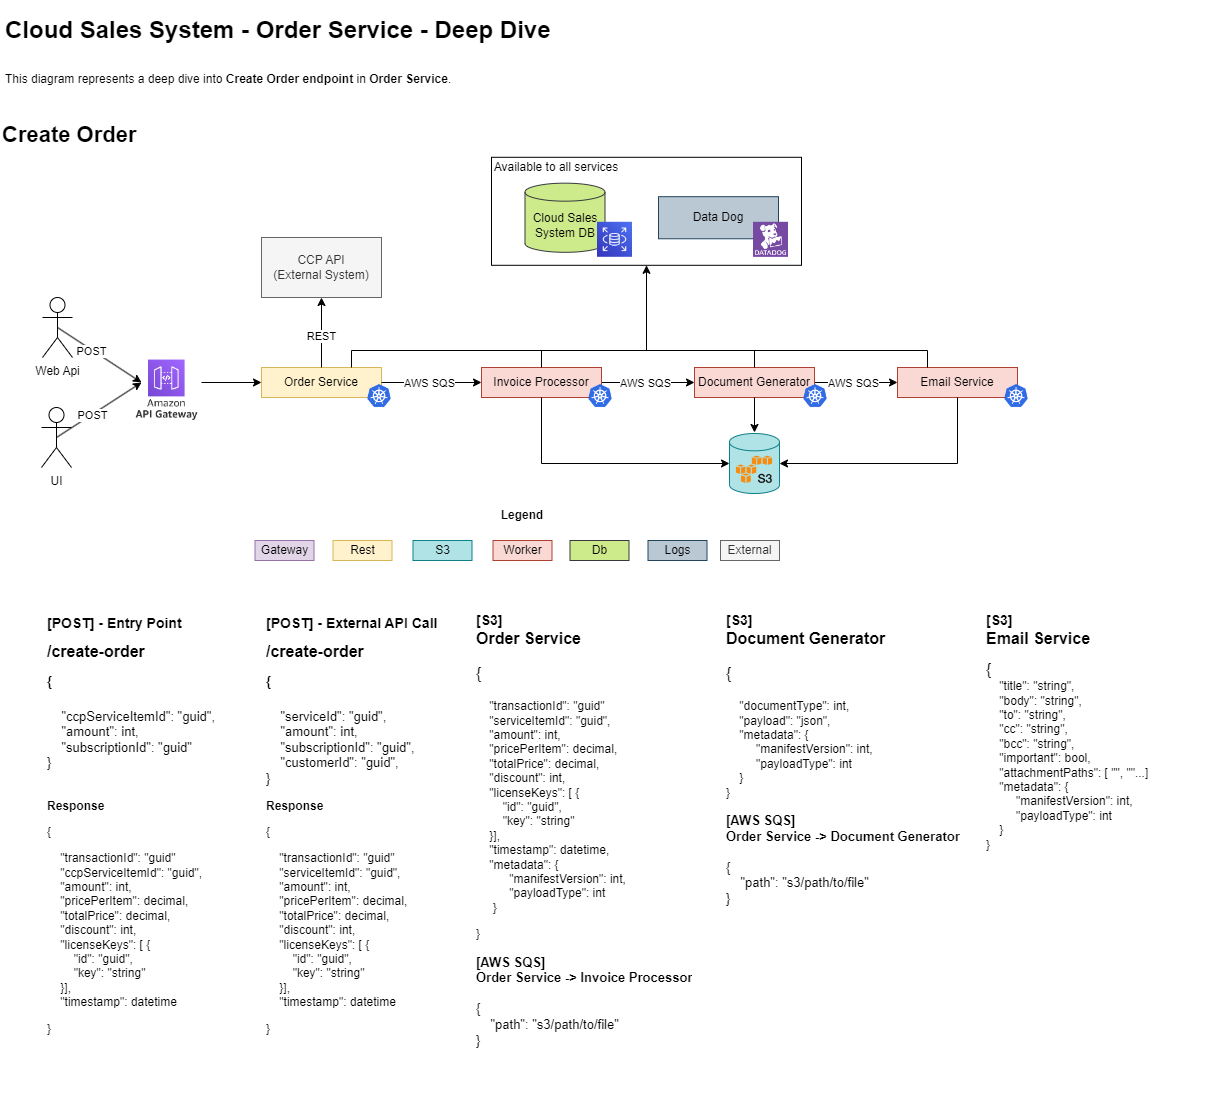 Cloud Sales System - Order Service - Deep Dive
This diagram represents a deep dive into Create Order endpoint in Order Service.
Create Order
Available to all services
Cloud Sales
System DB
Data Dog
DATADOG
CCP API
(External System)
REST
Web Api
POST
POST
UI
Amazon
API Gateway
Order Service
AWS SQS
Invoice Processor
AWS SQS
Document Generator
AWS SQS
Email Service
S3
Legend
Gateway
Rest
S3
Worker
Db
Logs
External
[POST] - Entry Point
/create-order
{
"ccpServiceItemId": "guid",
"amount": int,
"subscriptionId": "guid"
}
Response
{
"transactionId": "guid"
"ccpServiceItemId": "guid",
"amount": int,
"pricePerItem": decimal,
"totalPrice": decimal,
"discount": int,
"licenseKeys": [ {
"id": "guid",
"key": "string"
}],
"timestamp": datetime
}
[POST] - External API Call
/create-order
{
"serviceId": "guid",
"amount": int,
"subscriptionId": "guid",
"customerId": "guid",
}
Response
{
"transactionId": "guid"
"serviceItemId": "guid",
"amount": int,
"pricePerItem": decimal,
"totalPrice": decimal,
"discount": int,
"licenseKeys": [ {
"id": "guid",
"key": "string"
}],
"timestamp": datetime
}
[S3]
Order Service
{
"transactionId": "guid"
"serviceItemId": "guid",
"amount": int,
"pricePerItem": decimal,
"totalPrice": decimal,
"discount": int,
"licenseKeys": [ {
"id": "guid",
"key": "string"
}],
"timestamp": datetime,
"metadata": {
"manifestVersion": int,
"payloadType": int
}
}
[AWS SQS]
Order Service -> Invoice Processor
{
"path": "s3/path/to/file"
}
[S3]
Document Generator
{
"documentType": int,
"payload": "json",
"metadata": {
"manifestVersion": int,
"payloadType": int
}
}
[AWS SQS]
Order Service -> Document Generator
{
"path": "s3/path/to/file"
}
[S3]
Email Service
{
"title": "string",
"body": "string",
"to": "string",
"cc": "string",
"bcc": "string",
"important": bool,
"attachmentPaths": [ "", ""...]
"metadata": {
"manifestVersion": int,
"payloadType": int
}
}